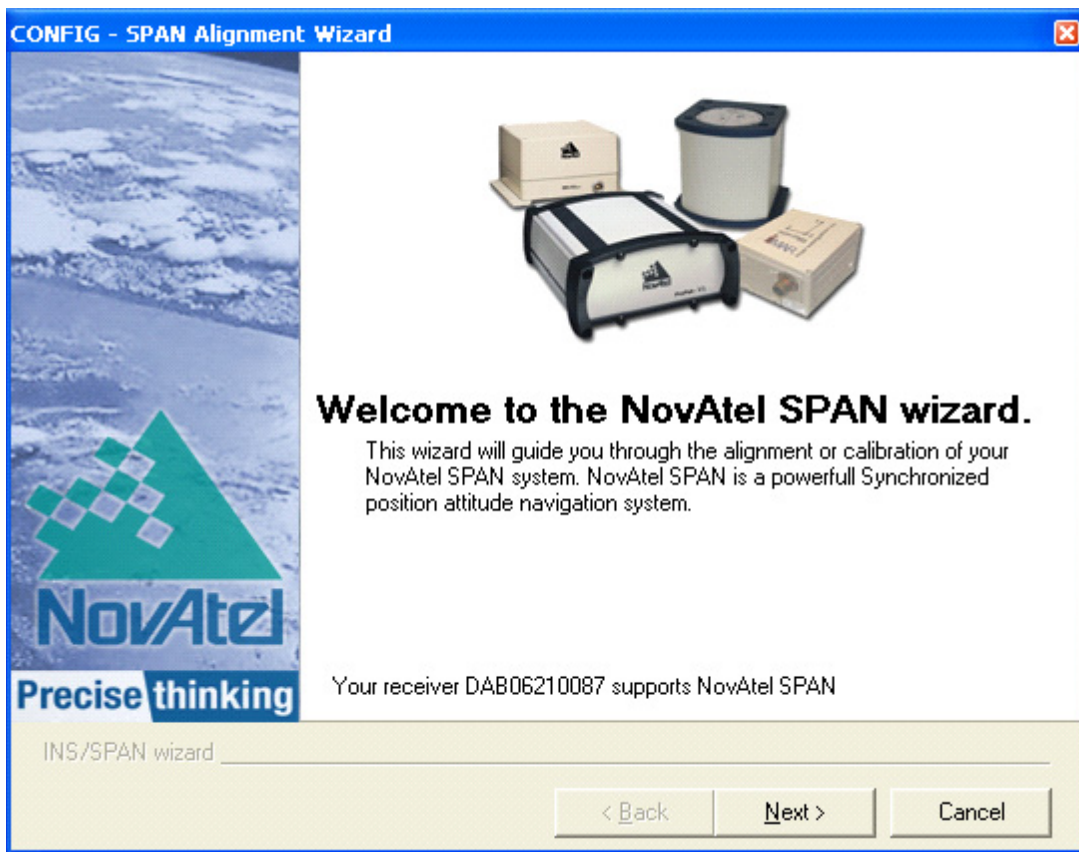 CONFIG - SPAN Alignment Wizard
Welcome to the NovAtel SPAN wizard.
This wizard will guide you through the alignment or calibration of your
NovAtel SPAN system. NovAtel SPAN is a powerfull Synchronized
position attitude navigation system.
NovAtel
Precise thinking
Your receiver DAB06210087 supports NovAtel SPAN
INS/SPAN wizard
< Back
Next >
Cancel